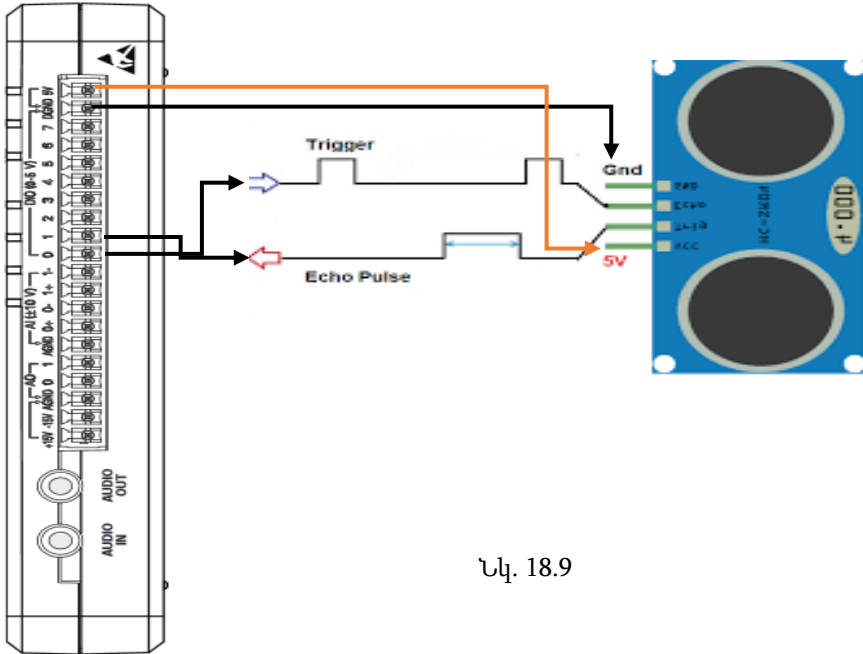 5V
DGND
7
6
5
4
3
2
1
0
DIO (0-5 V)
1-
1+
0-
0+
AGND
AI (±10 V)
1
0
AGND
AO
-15V
+15V
AUDIO OUT
AUDIO IN
Trigger
Echo Pulse
Gnd
5V
VCC
Նկ. 18.9